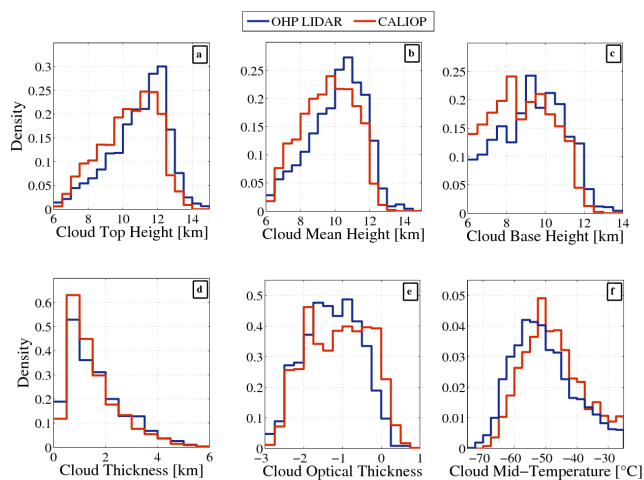 OHP LIDAR CALIOP
a
Density
0.3
0.25
0.2
0.15
0.1
0.05
0
6 8 10 12 14
Cloud Top Height [km]
b
0.25
0.2
0.15
0.1
0.05
0
6 8 10 12 14
Cloud Mean Height [km]
c
0.25
0.2
0.15
0.1
0.05
0
6 8 10 12 14
Cloud Base Height [km]
d
Density
0.6
0.5
0.4
0.3
0.2
0.1
0
0 2 4 6
Cloud Thickness [km]
e
0.5
0.4
0.3
0.2
0.1
0
−3 −2 −1 0 1
Cloud Optical Thickness
f
0.05
0.04
0.03
0.02
0.01
0
−70 −60 −50 −40 −30
Cloud Mid−Temperature [°C]